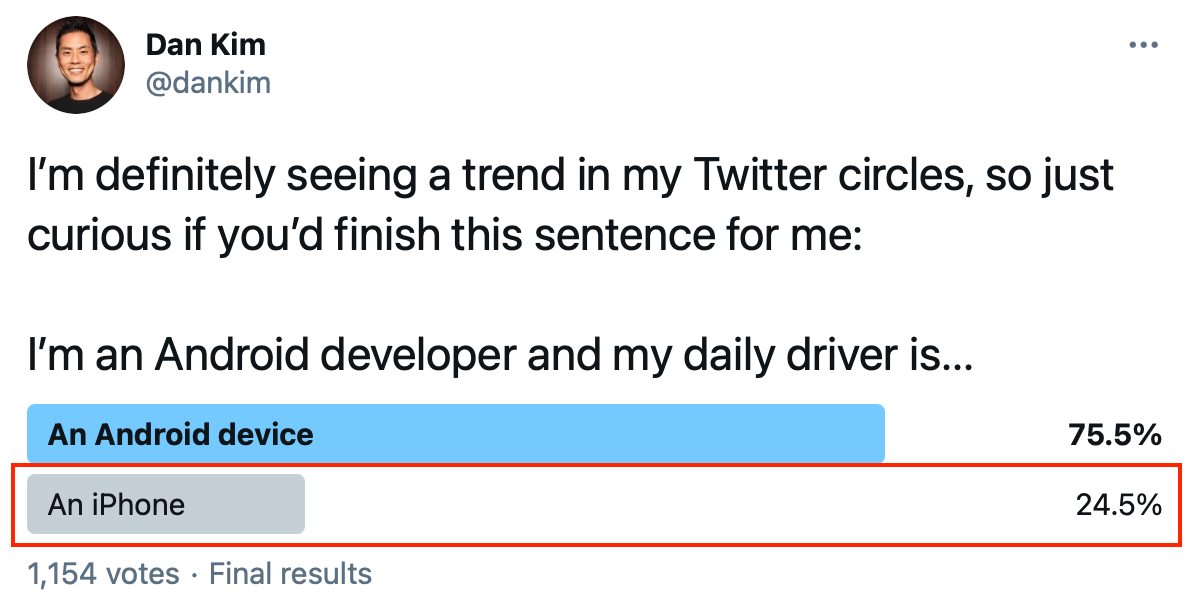 Dan Kim
@dankim
I’m definitely seeing a trend in my Twitter circles, so just
curious if you’d finish this sentence for me:
I’m an Android developer and my daily driver is...
An Android device 75.5%
An iPhone 24.5%
1,154 votes · Final results